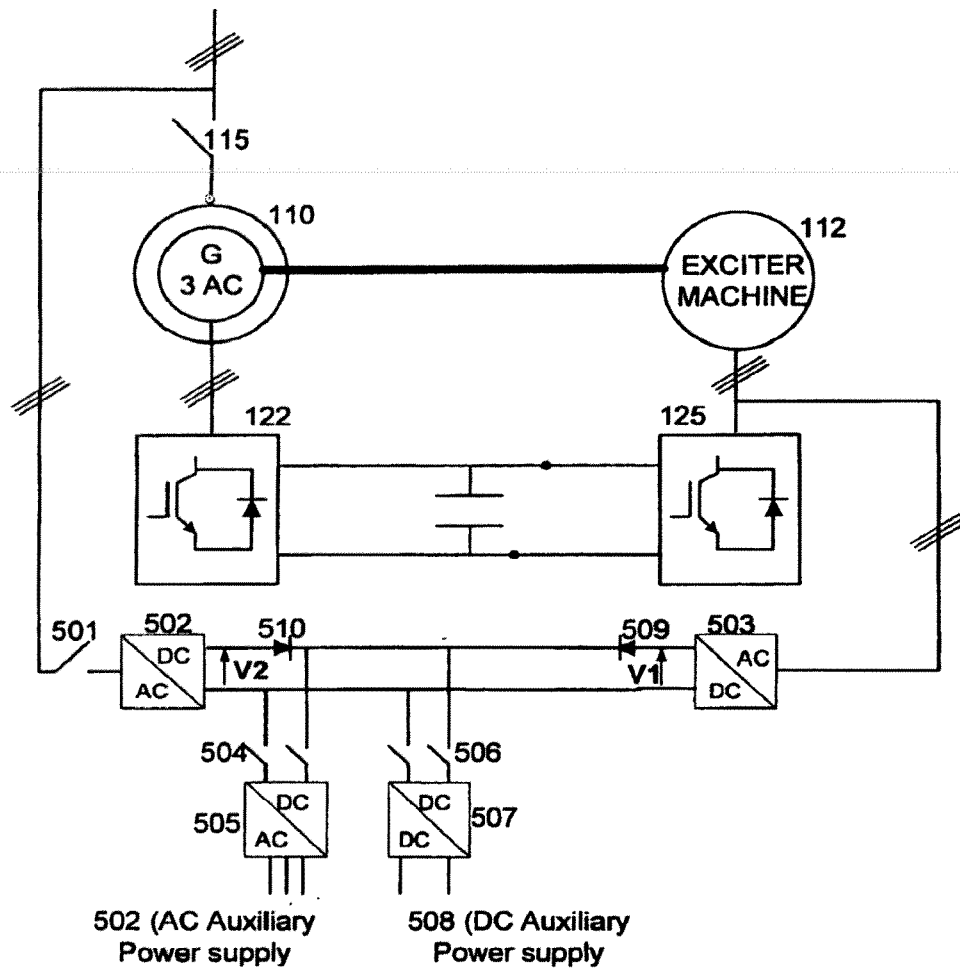 115
110
G
3 AC
112
EXCITER
MACHINE
122
125
501
502
DC
AC
510
V2
509
V1
503
AC
DC
504
DC
AC
505
506
DC
DC
507
502 (AC Auxiliary
Power supply
508 (DC Auxiliary
Power supply